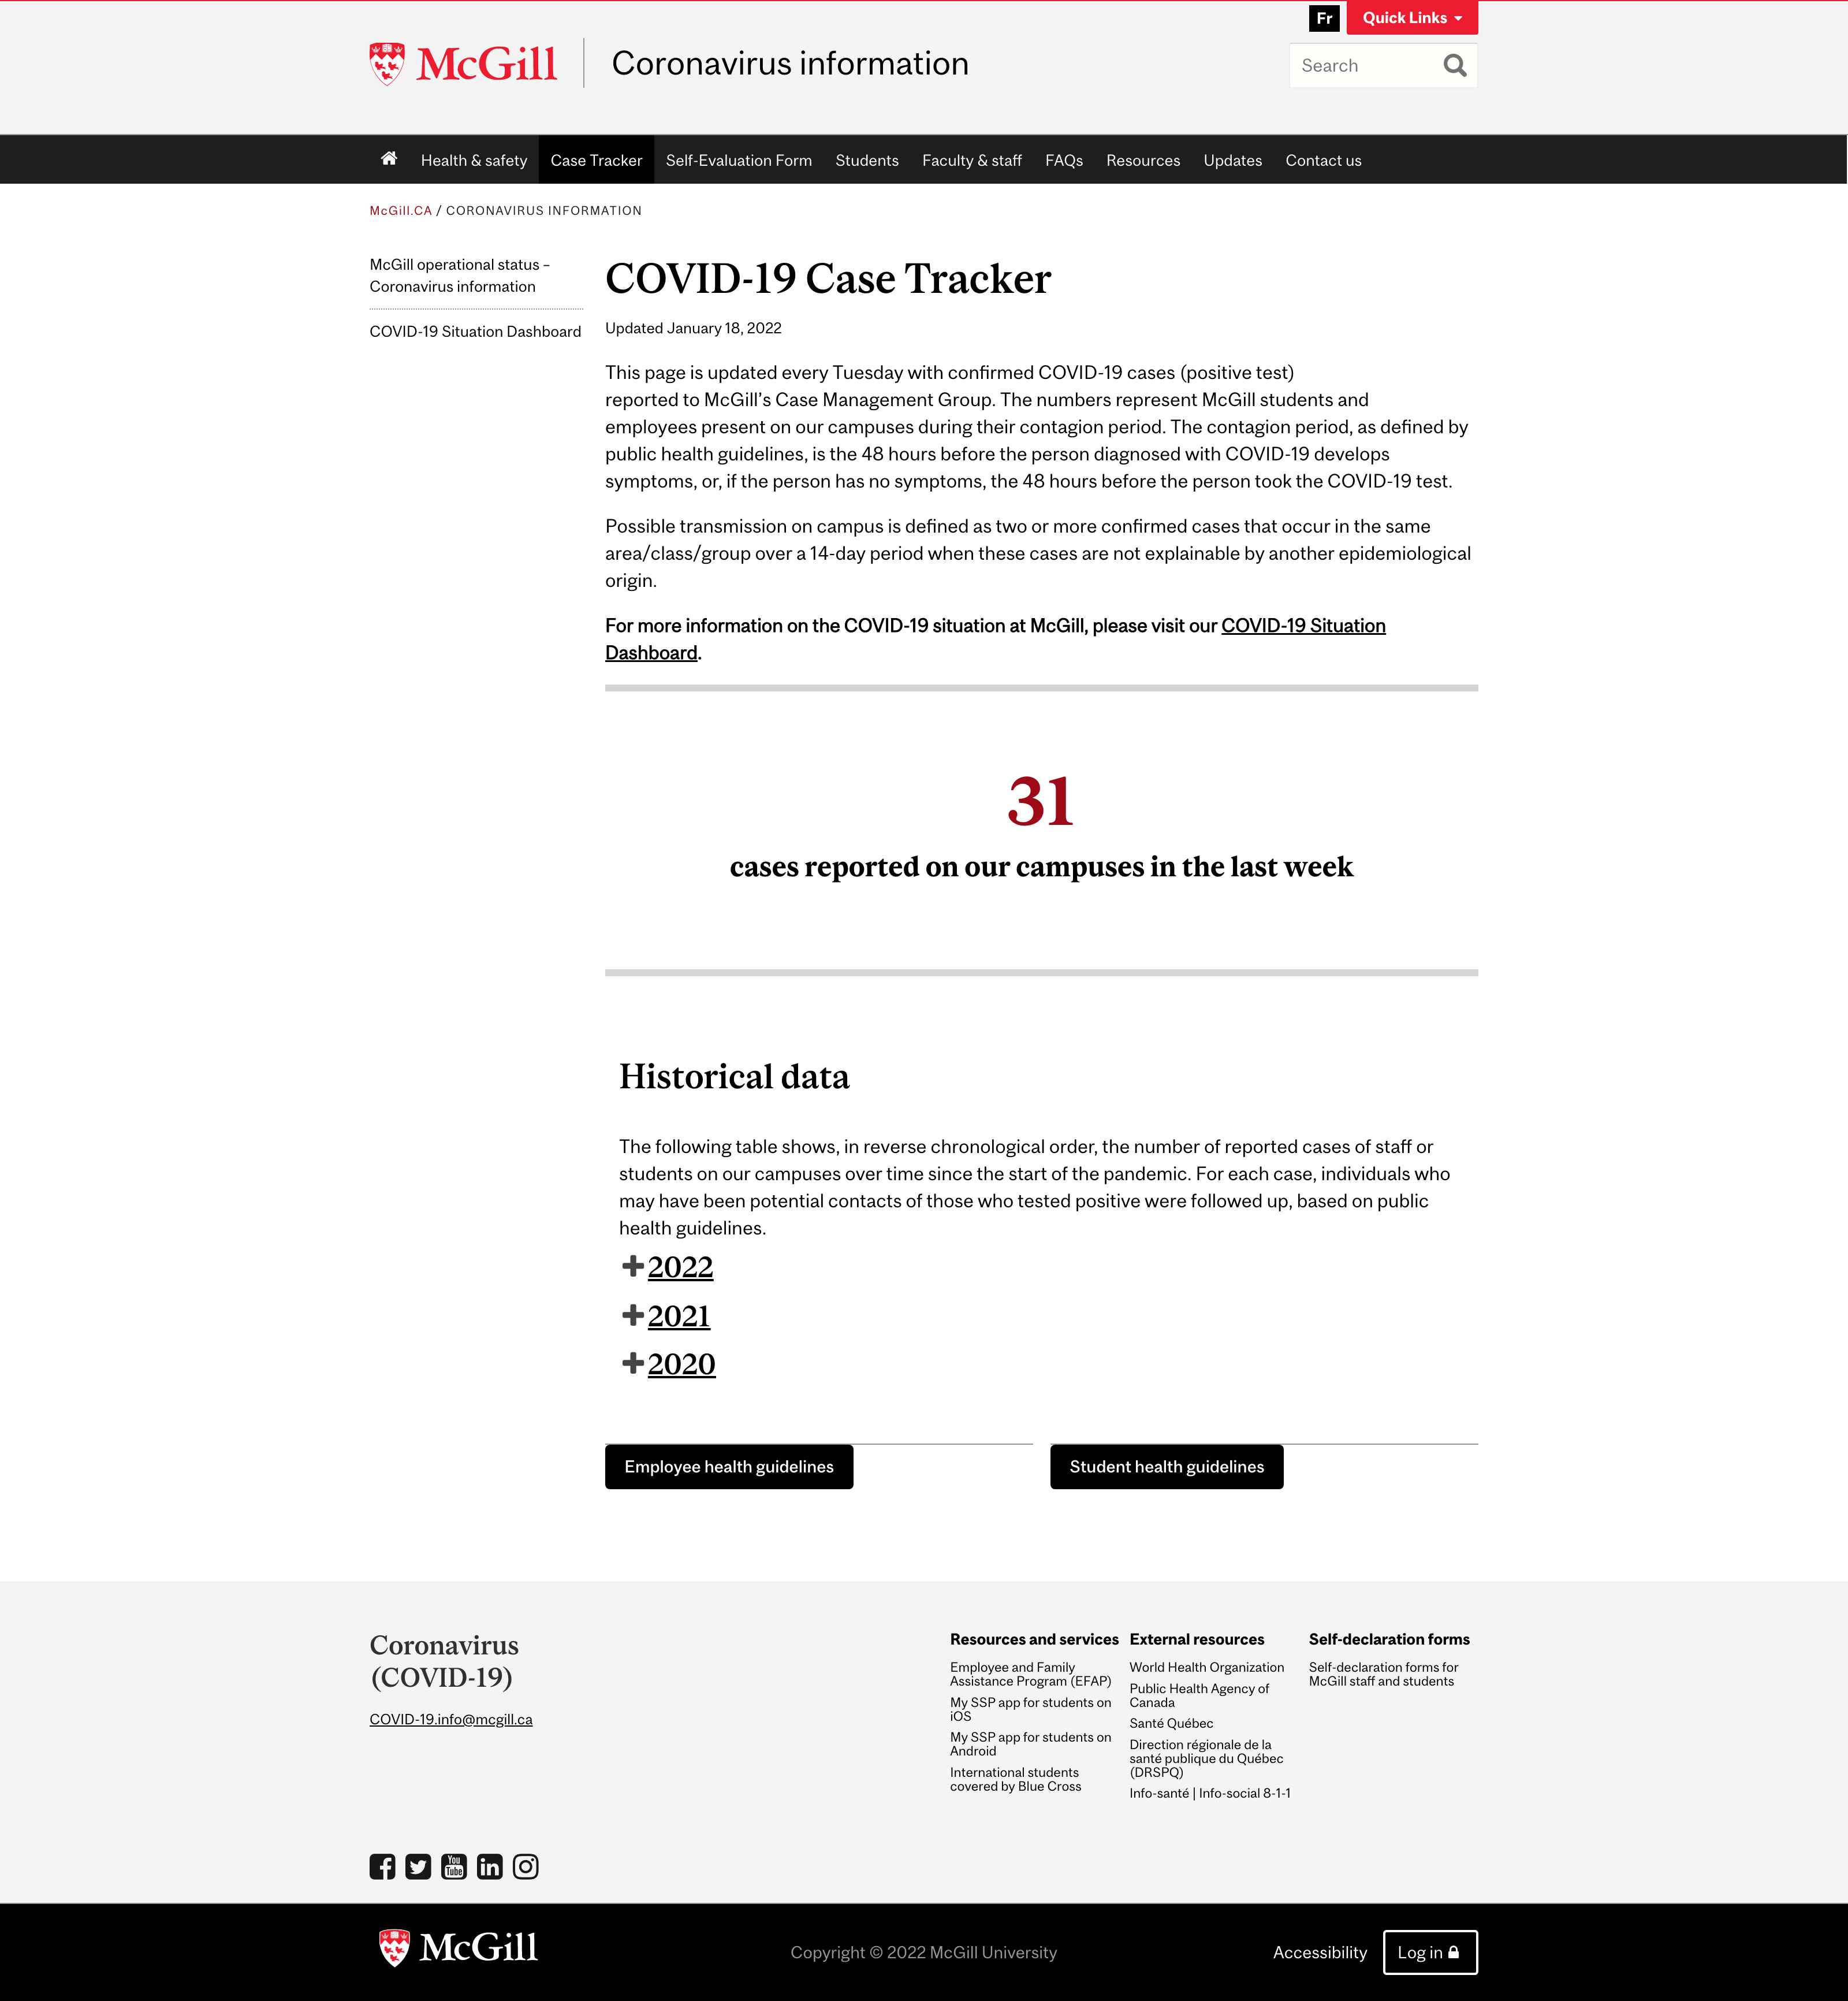 Fr
Quick Links
McGill
Coronavirus information
Search
Health & safety
Case Tracker
Self-Evaluation Form
Students
Faculty & staff
FAQs
Resources
Updates
Contact us
McGill.CA / CORONAVIRUS INFORMATION
McGill operational status –
Coronavirus information
COVID-19 Situation Dashboard
COVID-19 Case Tracker
Updated January 18, 2022
This page is updated every Tuesday with confirmed COVID-19 cases (positive test)
reported to McGill’s Case Management Group. The numbers represent McGill students and
employees present on our campuses during their contagion period. The contagion period, as defined by
public health guidelines, is the 48 hours before the person diagnosed with COVID-19 develops
symptoms, or, if the person has no symptoms, the 48 hours before the person took the COVID-19 test.
Possible transmission on campus is defined as two or more confirmed cases that occur in the same
area/class/group over a 14-day period when these cases are not explainable by another epidemiological
origin.
For more information on the COVID-19 situation at McGill, please visit our COVID-19 Situation
Dashboard.
31
cases reported on our campuses in the last week
Historical data
The following table shows, in reverse chronological order, the number of reported cases of staff or
students on our campuses over time since the start of the pandemic. For each case, individuals who
may have been potential contacts of those who tested positive were followed up, based on public
health guidelines.
2022
2021
2020
Employee health guidelines
Student health guidelines
Coronavirus
(COVID-19)
COVID-19.info@mcgill.ca
Resources and services
Employee and Family
Assistance Program (EFAP)
My SSP app for students on
iOS
My SSP app for students on
Android
International students
covered by Blue Cross
External resources
World Health Organization
Public Health Agency of
Canada
Santé Québec
Direction régionale de la
santé publique du Québec
(DRSPQ)
Info-santé | Info-social 8-1-1
Self-declaration forms
Self-declaration forms for
McGill staff and students
You
Tube
McGill
Copyright © 2022 McGill University
Accessibility
Log in